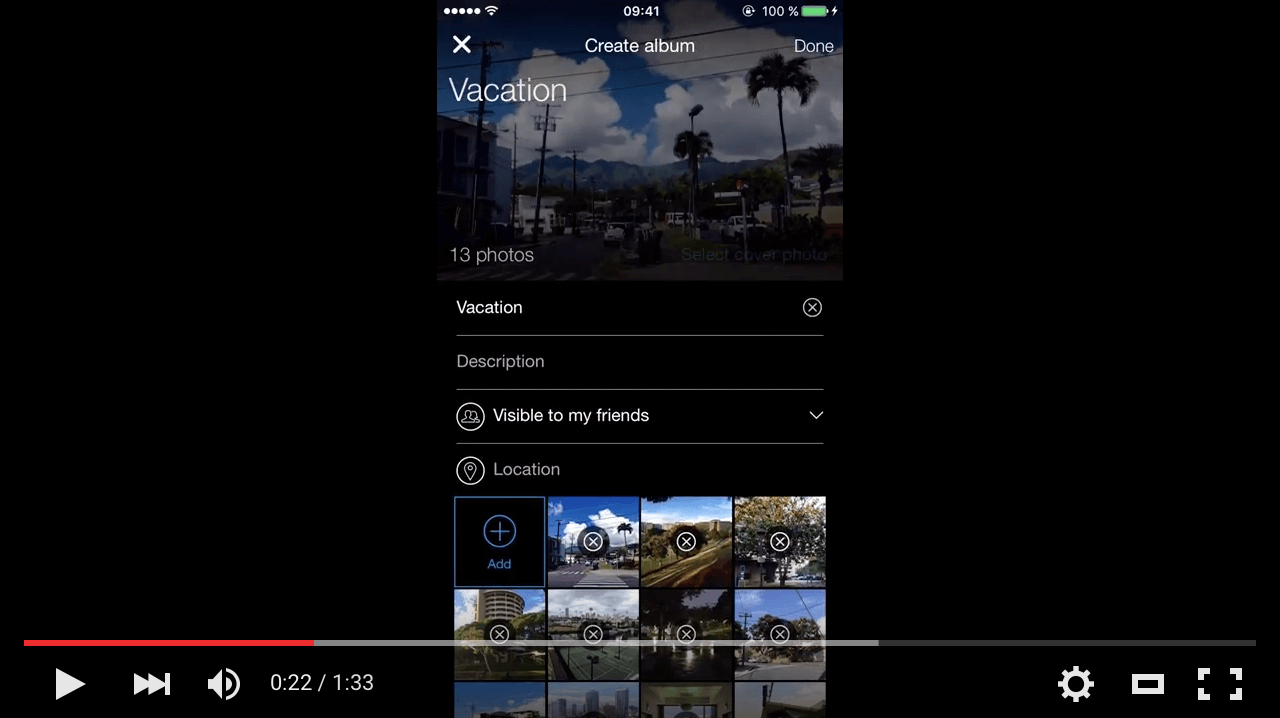 09:41
100 %
Create album
Done
Vacation
13 photos
Select cover photo
Vacation
Description
Visible to my friends
Location
Add
0:22 / 1:33